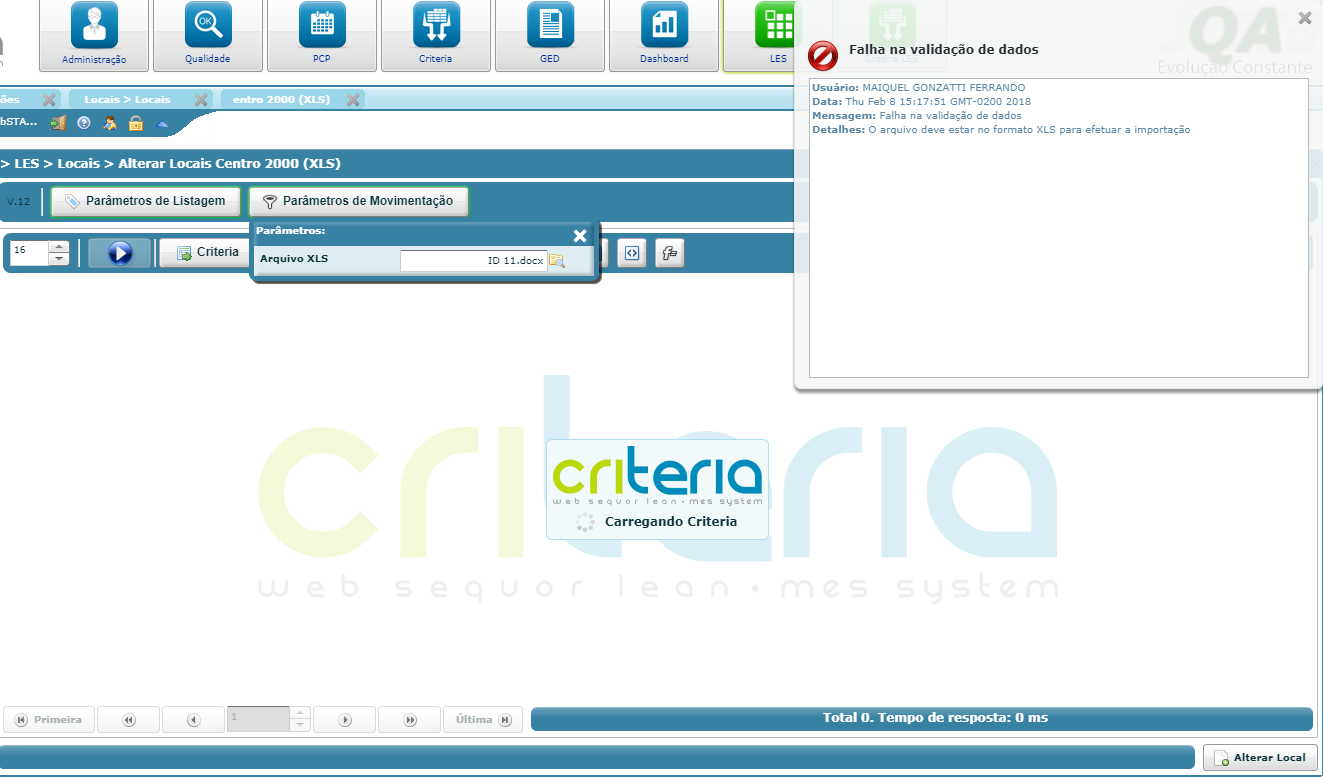 Administração
Qualidade
PCP
Criteria
GED
Dashboard
LES
Criteria LES
QA
Evolução Constante
Falha na validação de dados
Usuário: MAIQUEL GONZATTI FERRANDO
Data: Thu Feb 8 15:17:51 GMT-0200 2018
Mensagem: Falha na validação de dados
Detalhes: O arquivo deve estar no formato XLS para efetuar a importação
ões
Locais > Locais
entro 2000 (XLS)
bSTA...
> LES > Locais > Alterar Locais Centro 2000 (XLS)
V.12
Parâmetros de Listagem
Parâmetros de Movimentação
16
Criteria
Parâmetros:
Arquivo XLS
ID 11.docx
criteria
web sequor lean · mes system
criteria
web sequor lean · mes system
Carregando Criteria
Primeira
1
Última
Total 0. Tempo de resposta: 0 ms
Alterar Local